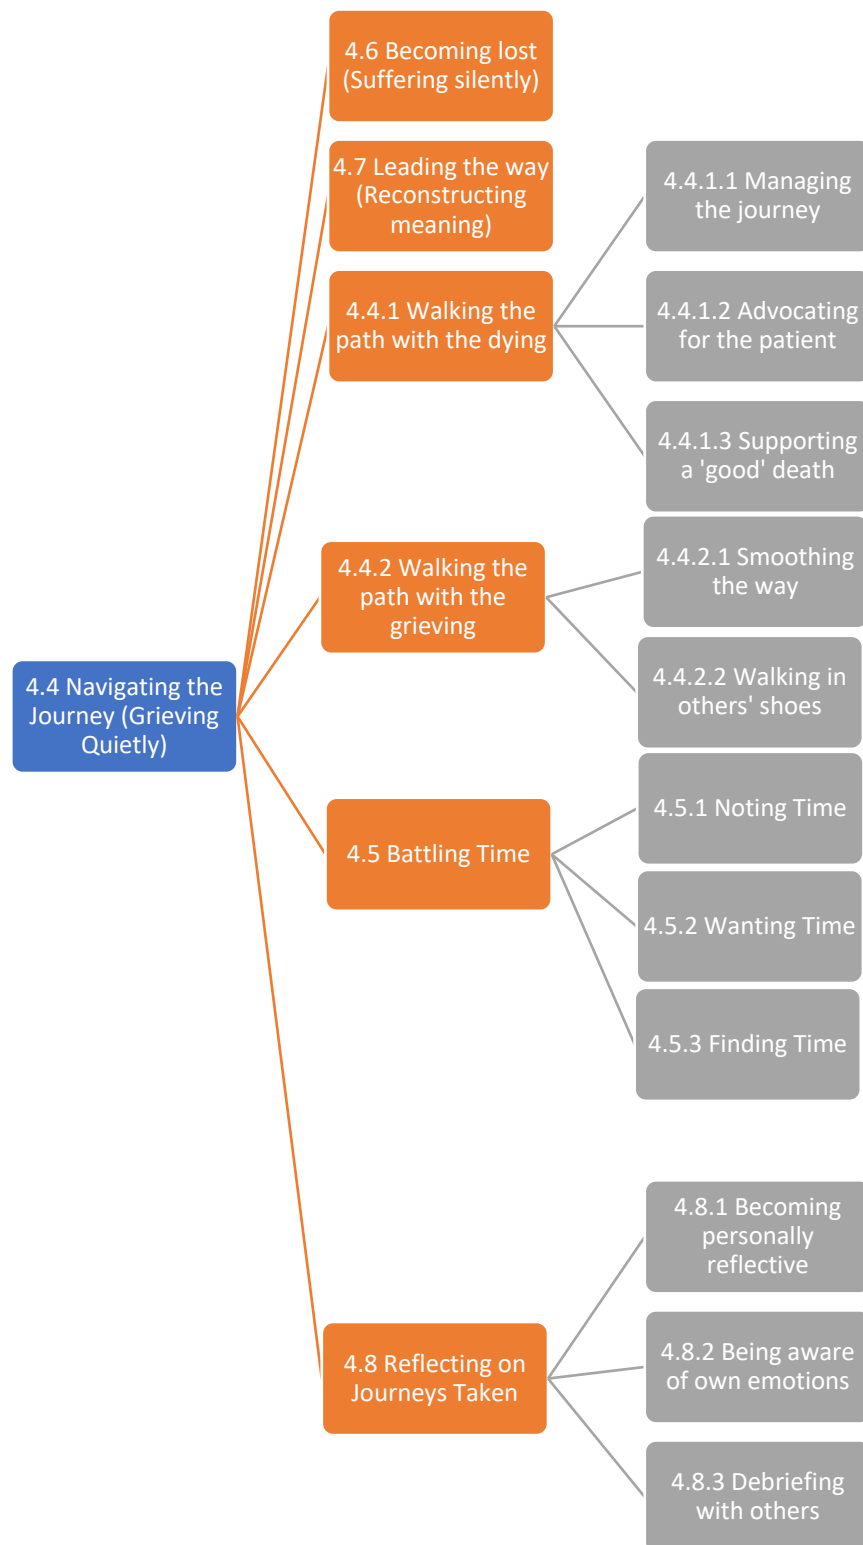 4.4 Navigating the
Journey (Grieving
Quietly)
4.6 Becoming lost
(Suffering silently)
4.7 Leading the way
(Reconstructing
meaning)
4.4.1 Walking the
path with the dying
4.4.1.1 Managing
the journey
4.4.1.2 Advocating
for the patient
4.4.1.3 Supporting
a 'good' death
4.4.2 Walking the
path with the
grieving
4.4.2.1 Smoothing
the way
4.4.2.2 Walking in
others' shoes
4.5 Battling Time
4.5.1 Noting Time
4.5.2 Wanting Time
4.5.3 Finding Time
4.8 Reflecting on
Journeys Taken
4.8.1 Becoming
personally
reflective
4.8.2 Being aware
of own emotions
4.8.3 Debriefing
with others